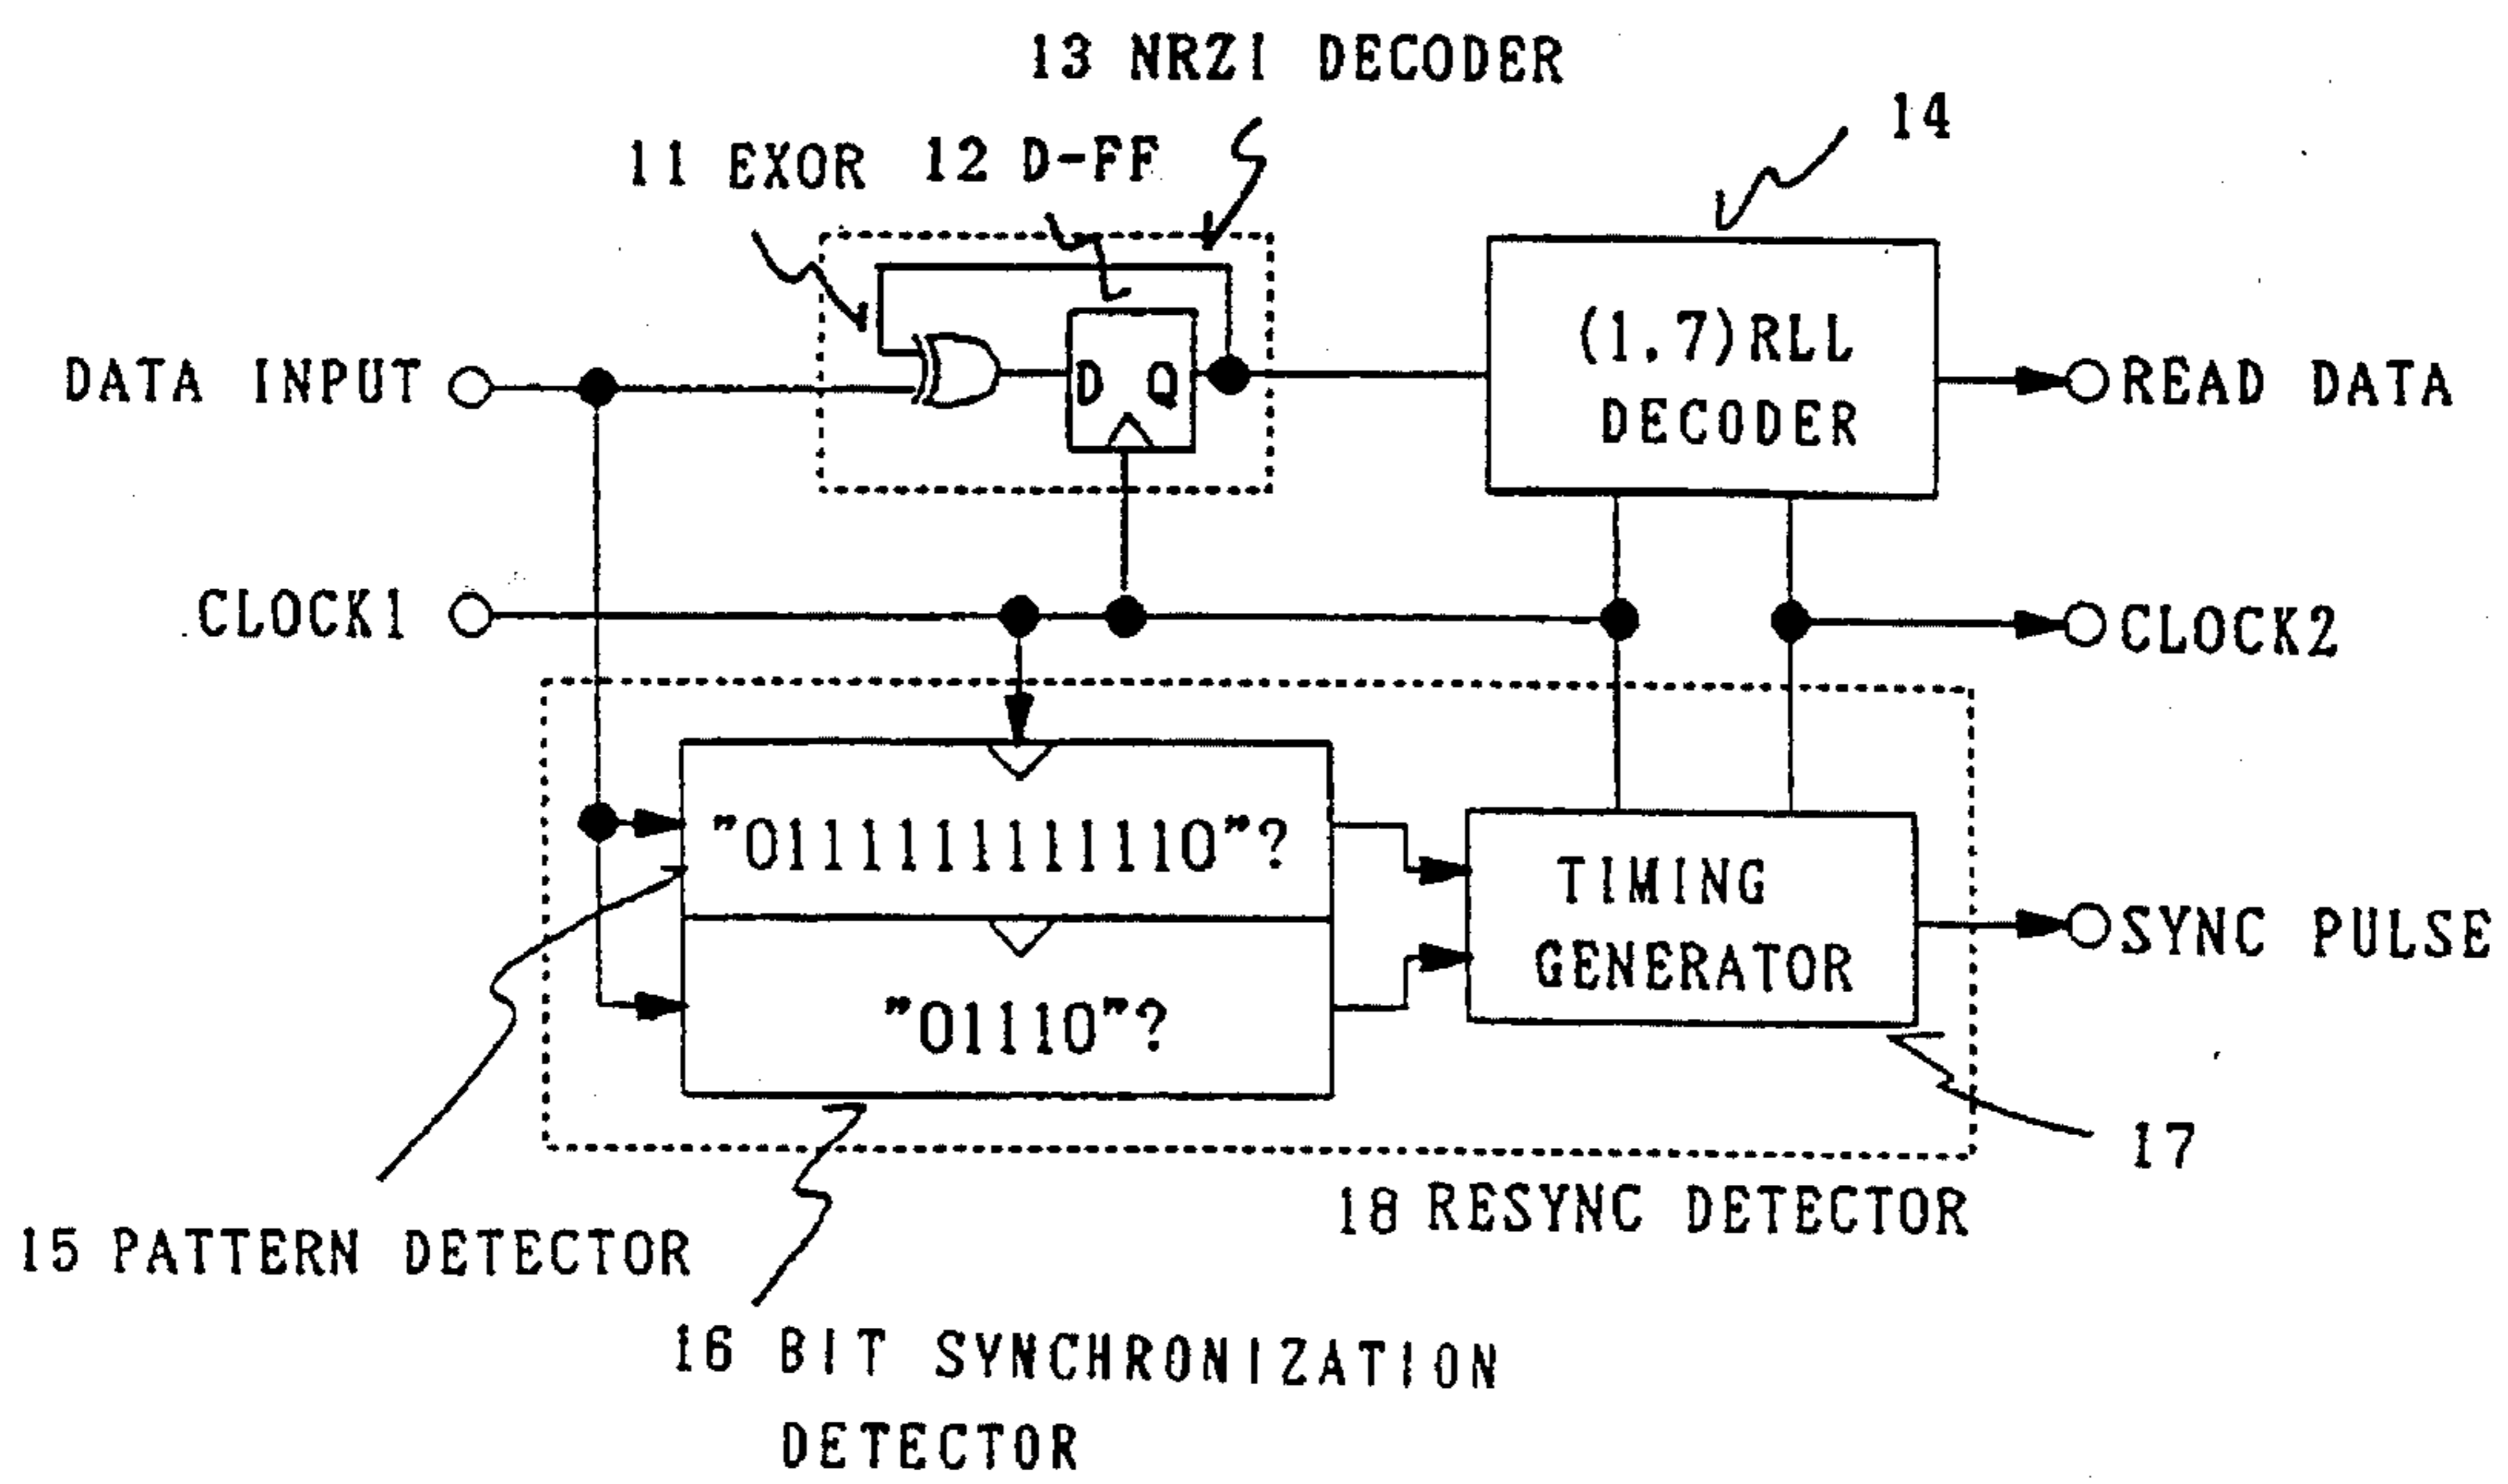 13 NRZI DECODER
14
11 EXOR
12 D-FF
(1,7)RLL
DECODER
DATA INPUT
D Q
READ DATA
CLOCK1
CLOCK2
"0111111111110"?
TIMING
GENERATOR
SYNC PULSE
"01110"?
17
18 RESYNC DETECTOR
15 PATTERN DETECTOR
16 BIT SYNCHRONIZATION
DETECTOR